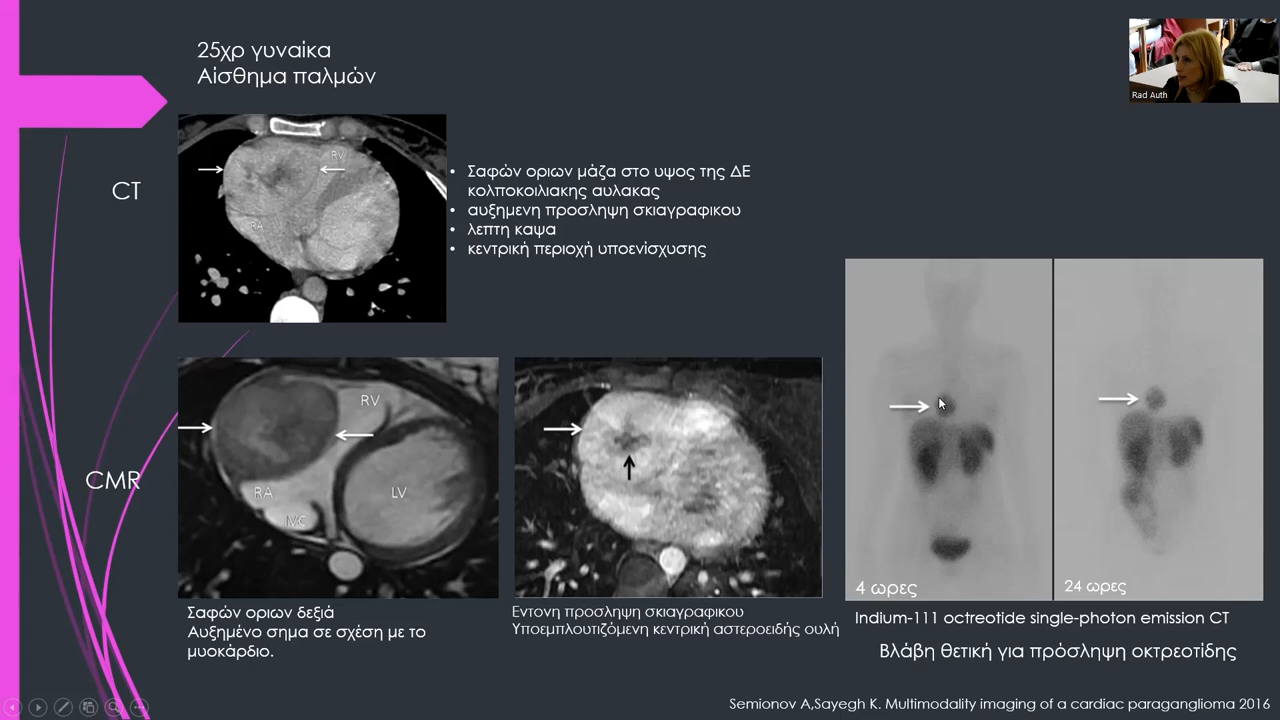 25χρ γυναίκα
Αίσθημα παλμών
Rad Auth
CT
RV
RA
• Σαφών οριων μάζα στο υψος της ΔΕ
κολποκοιλιακης αυλακας
• αυξημενη προσληψη σκιαγραφικου
• λεπτη καψα
• κεντρική περιοχή υποενίσχυσης
CMR
RV
RA
LV
IVC
Σαφών οριων δεξιά
Αυξημένο σημα σε σχέση με το
μυοκάρδιο.
Εντονη προσληψη σκιαγραφικου
Υποεμπλουτιζόμενη κεντρική αστεροειδής ουλή
4 ωρες
24 ωρες
Indium-111 octreotide single-photon emission CT
Βλάβη θετική για πρόσληψη οκτρεοτίδης
Semionov A,Sayegh K. Multimodality imaging of a cardiac paraganglioma 2016